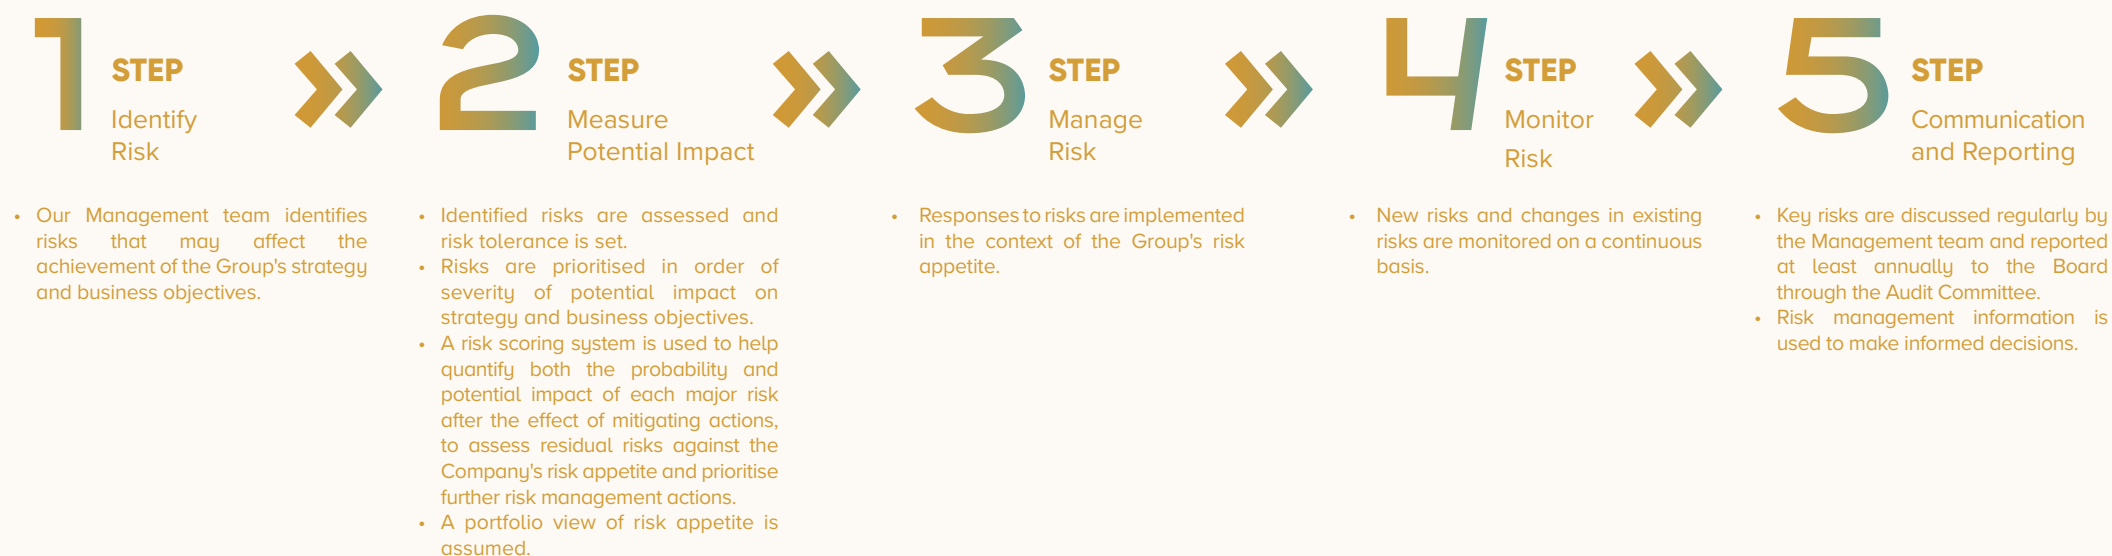 1
STEP
Identify
Risk
• Our Management team identifies
risks that may affect the
achievement of the Group's strategy
and business objectives.
2
STEP
Measure
Potential Impact
• Identified risks are assessed and
risk tolerance is set.
• Risks are prioritised in order of
severity of potential impact on
strategy and business objectives.
• A risk scoring system is used to help
quantify both the probability and
potential impact of each major risk
after the effect of mitigating actions,
to assess residual risks against the
Company's risk appetite and prioritise
further risk management actions.
• A portfolio view of risk appetite is
assumed.
3
STEP
Manage
Risk
• Responses to risks are implemented
in the context of the Group's risk
appetite.
4
STEP
Monitor
Risk
• New risks and changes in existing
risks are monitored on a continuous
basis.
5
STEP
Communication
and Reporting
• Key risks are discussed regularly by
the Management team and reported
at least annually to the Board
through the Audit Committee.
• Risk management information is
used to make informed decisions.